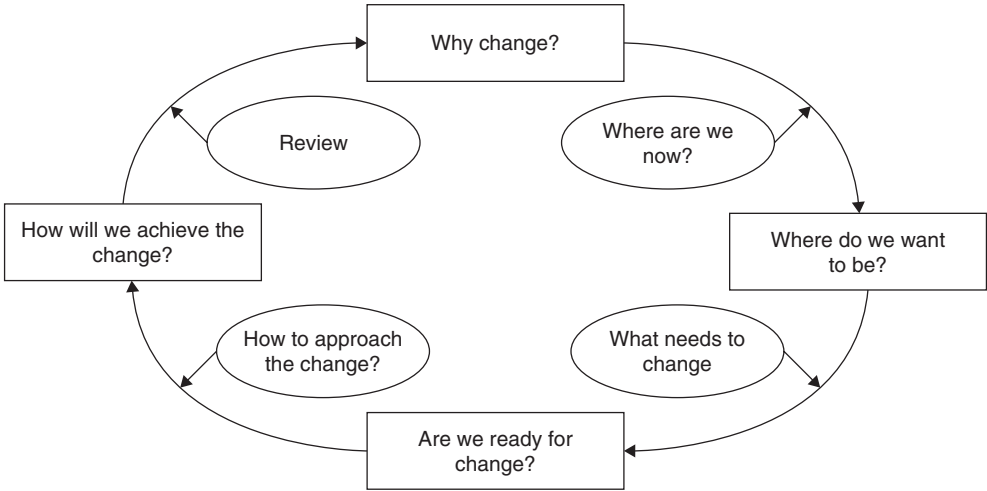 Why change?
Review
Where are we
now?
How will we achieve the
change?
Where do we want
to be?
How to approach
the change?
What needs to
change
Are we ready for
change?